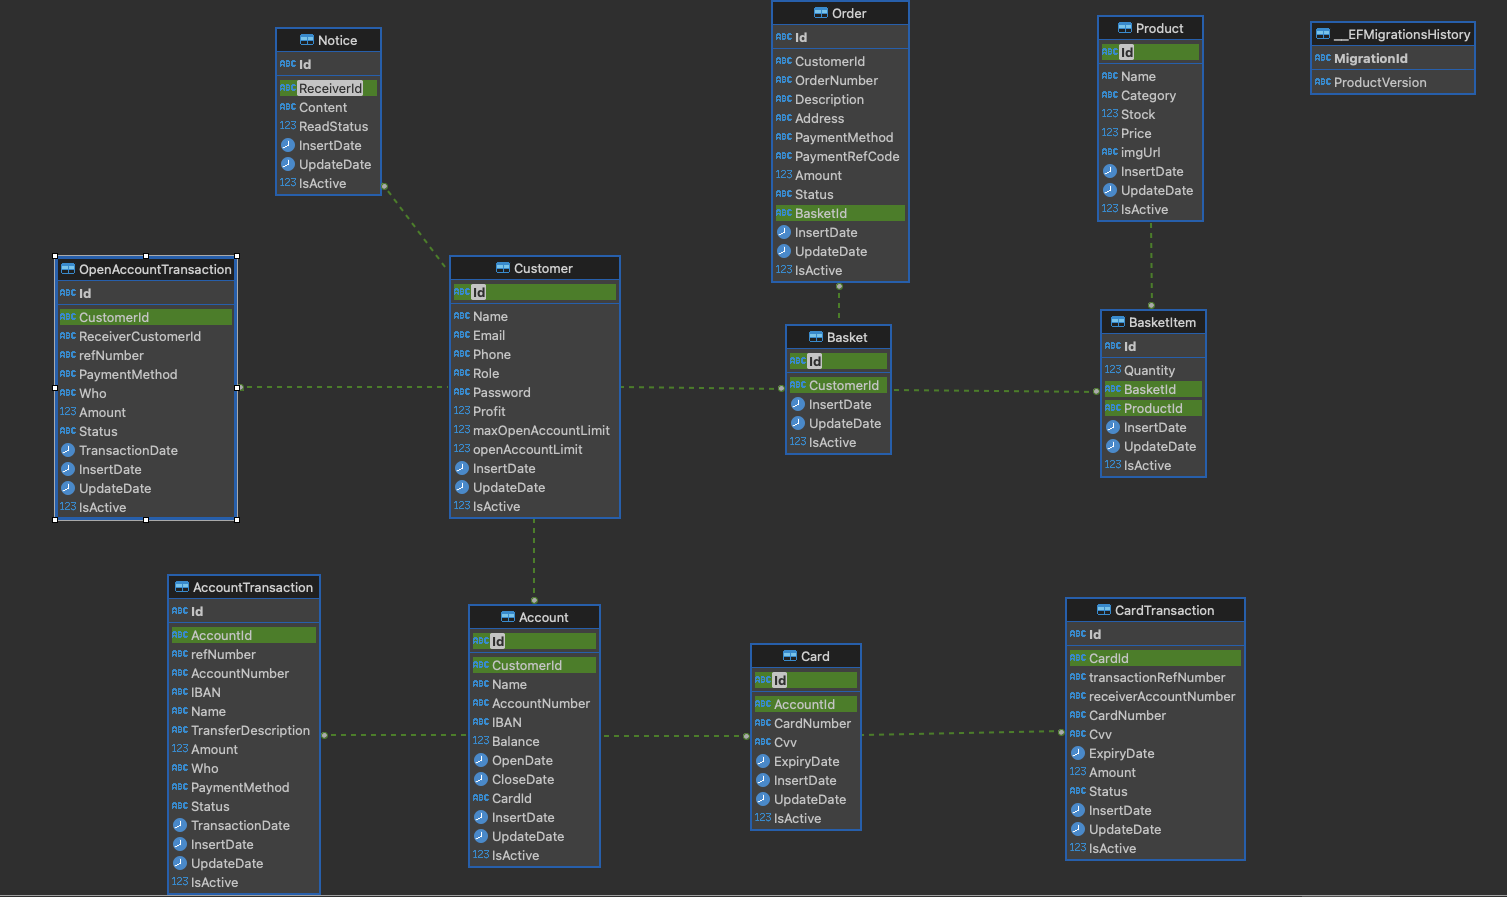 Notice
ABC Id
ABC ReceiverId
ABC Content
123 ReadStatus
InsertDate
UpdateDate
123 IsActive
Order
ABC Id
ABC CustomerId
ABC OrderNumber
ABC Description
ABC Address
ABC PaymentMethod
ABC PaymentRefCode
123 Amount
ABC Status
ABC BasketId
InsertDate
UpdateDate
123 IsActive
Product
ABC Id
ABC Name
ABC Category
123 Stock
123 Price
ABC imgUrl
InsertDate
UpdateDate
123 IsActive
__EFMigrationsHistory
ABC MigrationId
ABC ProductVersion
OpenAccountTransaction
ABC Id
ABC CustomerId
ABC ReceiverCustomerId
ABC refNumber
ABC PaymentMethod
ABC Who
123 Amount
ABC Status
TransactionDate
InsertDate
UpdateDate
123 IsActive
Customer
ABC Id
ABC Name
ABC Email
ABC Phone
ABC Role
ABC Password
123 Profit
123 maxOpenAccountLimit
123 openAccountLimit
InsertDate
UpdateDate
123 IsActive
Basket
ABC Id
ABC CustomerId
InsertDate
UpdateDate
123 IsActive
BasketItem
ABC Id
123 Quantity
ABC BasketId
ABC ProductId
InsertDate
UpdateDate
123 IsActive
AccountTransaction
ABC Id
ABC AccountId
ABC refNumber
ABC AccountNumber
ABC IBAN
ABC Name
ABC TransferDescription
123 Amount
ABC Who
ABC PaymentMethod
ABC Status
TransactionDate
InsertDate
UpdateDate
123 IsActive
Account
ABC Id
ABC CustomerId
ABC Name
ABC AccountNumber
ABC IBAN
123 Balance
OpenDate
CloseDate
ABC CardId
InsertDate
UpdateDate
123 IsActive
Card
ABC Id
ABC AccountId
ABC CardNumber
ABC Cvv
ExpiryDate
InsertDate
UpdateDate
123 IsActive
CardTransaction
ABC Id
ABC CardId
ABC transactionRefNumber
ABC receiverAccountNumber
ABC CardNumber
ABC Cvv
ExpiryDate
123 Amount
ABC Status
InsertDate
UpdateDate
123 IsActive